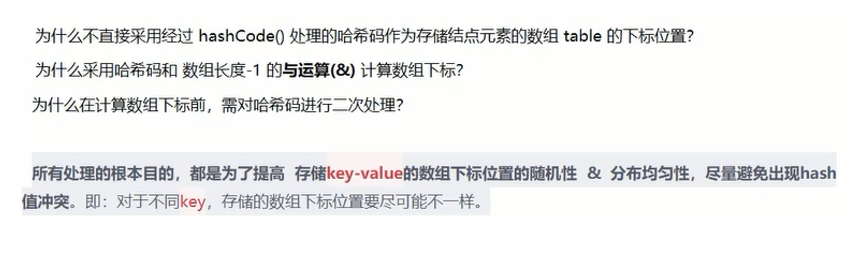 为什么不直接采用经过 hashCode() 处理的哈希码作为存储结点元素的数组 table 的下标位置?
为什么采用哈希码和 数组长度-1 的与运算(&) 计算数组下标?
为什么在计算数组下标前，需对哈希码进行二次处理?
所有处理的根本目的，都是为了提高 存储key-value的数组下标位置的随机性 & 分布均匀性，尽量避免出现hash
值冲突。即：对于不同key，存储的数组下标位置要尽可能不一样。